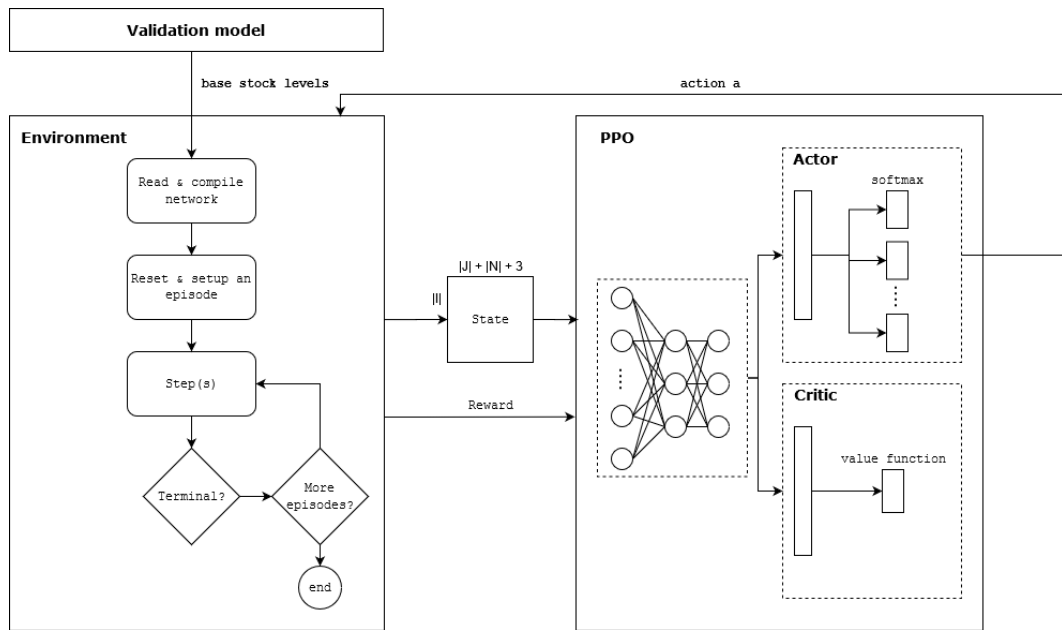 Validation model
base stock levels
action a
Environment
Read & compile
network
Reset & setup an
episode
Step(s)
Terminal?
More
episodes?
end
|J| + |N| + 3
|I|
State
Reward
PPO
Actor
softmax
Critic
value function